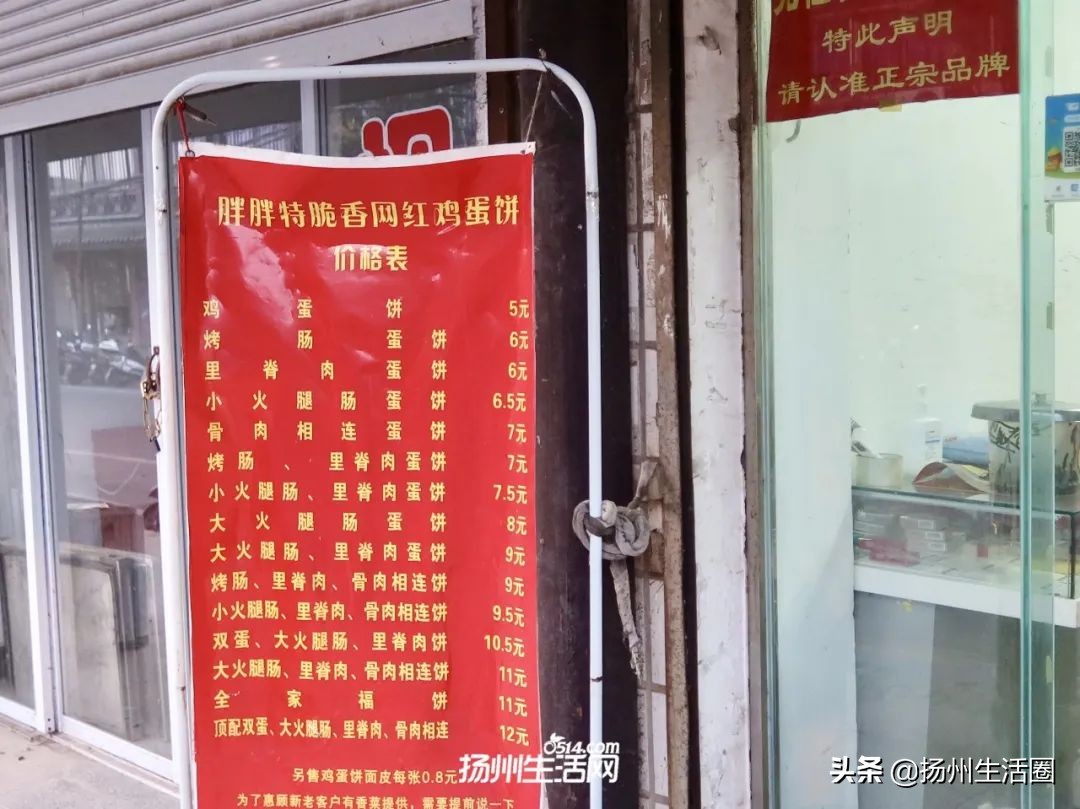 特此声明
请认准正宗品牌
胖胖特脆香网红鸡蛋饼
价格表
鸡蛋饼 5元
烤肠蛋饼 6元
里脊肉蛋饼 6元
小火腿肠蛋饼 6.5元
骨肉相连蛋饼 7元
烤肠、里脊肉蛋饼 7元
小火腿肠、里脊肉蛋饼 7.5元
大火腿肠蛋饼 8元
大火腿肠、里脊肉蛋饼 9元
烤肠、里脊肉、骨肉相连饼 9元
小火腿肠、里脊肉、骨肉相连饼 9.5元
双蛋、大火腿肠、里脊肉饼 10.5元
大火腿肠、里脊肉、骨肉相连饼 11元
全家福饼 11元
顶配双蛋、大火腿肠、里脊肉、骨肉相连 12元
另售鸡蛋饼面皮每张0.8元
为了惠顾新老客户有香菜提供，需要提前说一下
0514.com
扬州生活网
头条 @扬州生活圈